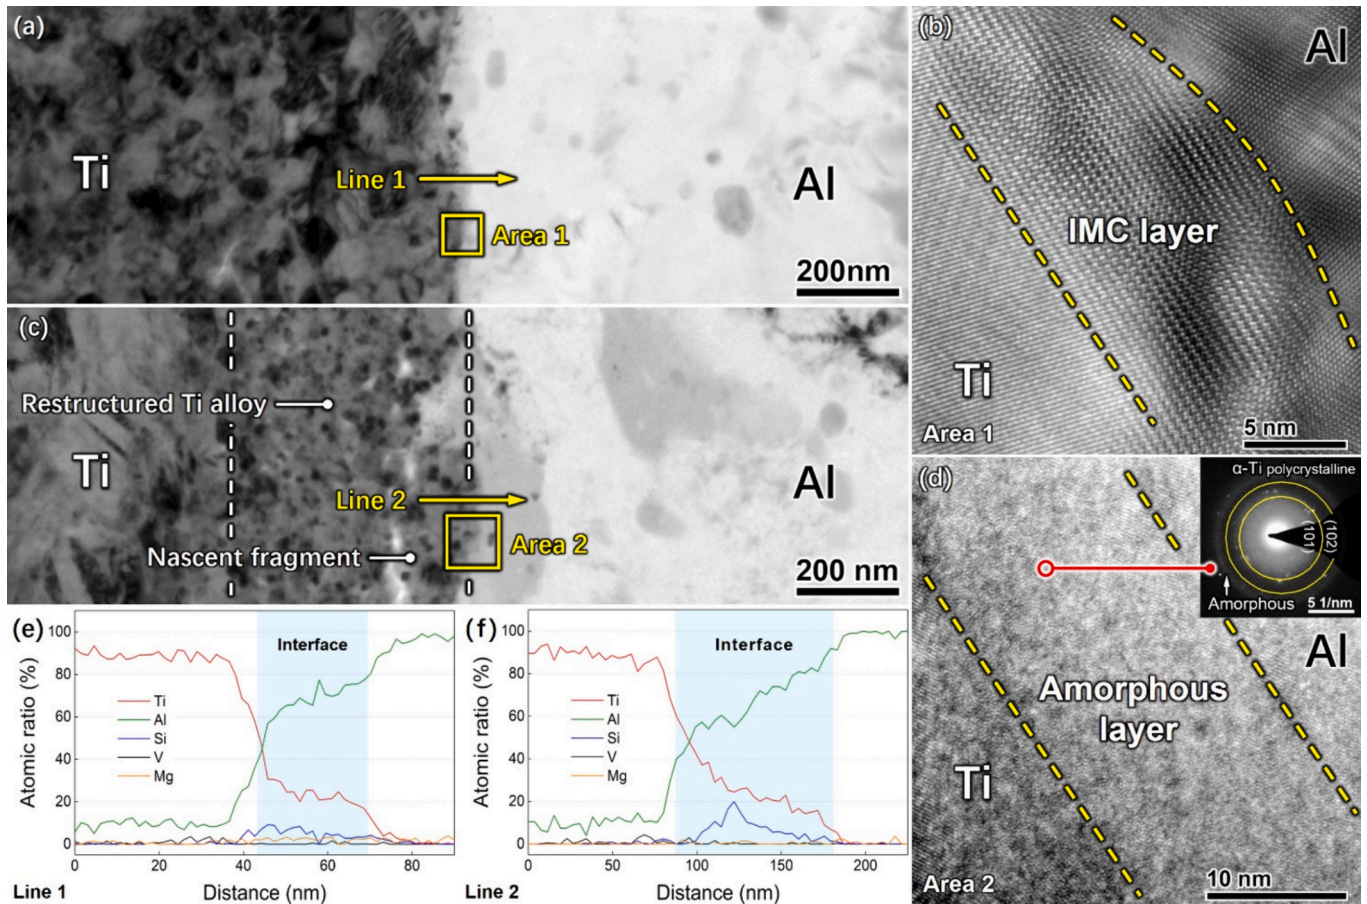 (a)
Ti
Line 1
Area 1
Al
200nm
(b)
Al
IMC layer
Ti
Area 1
5 nm
(c)
Restructured Ti alloy
Ti
Line 2
Nascent fragment
Area 2
Al
200 nm
(d)
α-Ti polycrystalline
(101)
(102)
Amorphous
5 1/nm
Al
Amorphous
layer
Ti
Area 2
10 nm
(e)
Interface
Atomic ratio (%)
100
80
60
40
20
0
Ti
Al
Si
V
Mg
0 20 40 60 80
Line 1
Distance (nm)
(f)
Interface
Atomic ratio (%)
100
80
60
40
20
0
Ti
Al
Si
V
Mg
0 50 100 150 200
Line 2
Distance (nm)